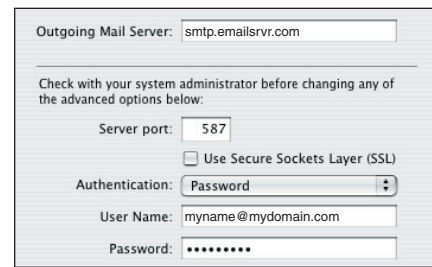 Outgoing Mail Server: smtp.emailsrvr.com
Check with your system administrator before changing any of
the advanced options below:
Server port: 587
Use Secure Sockets Layer (SSL)
Authentication: Password
User Name: myname@mydomain.com
Password: •••••••••